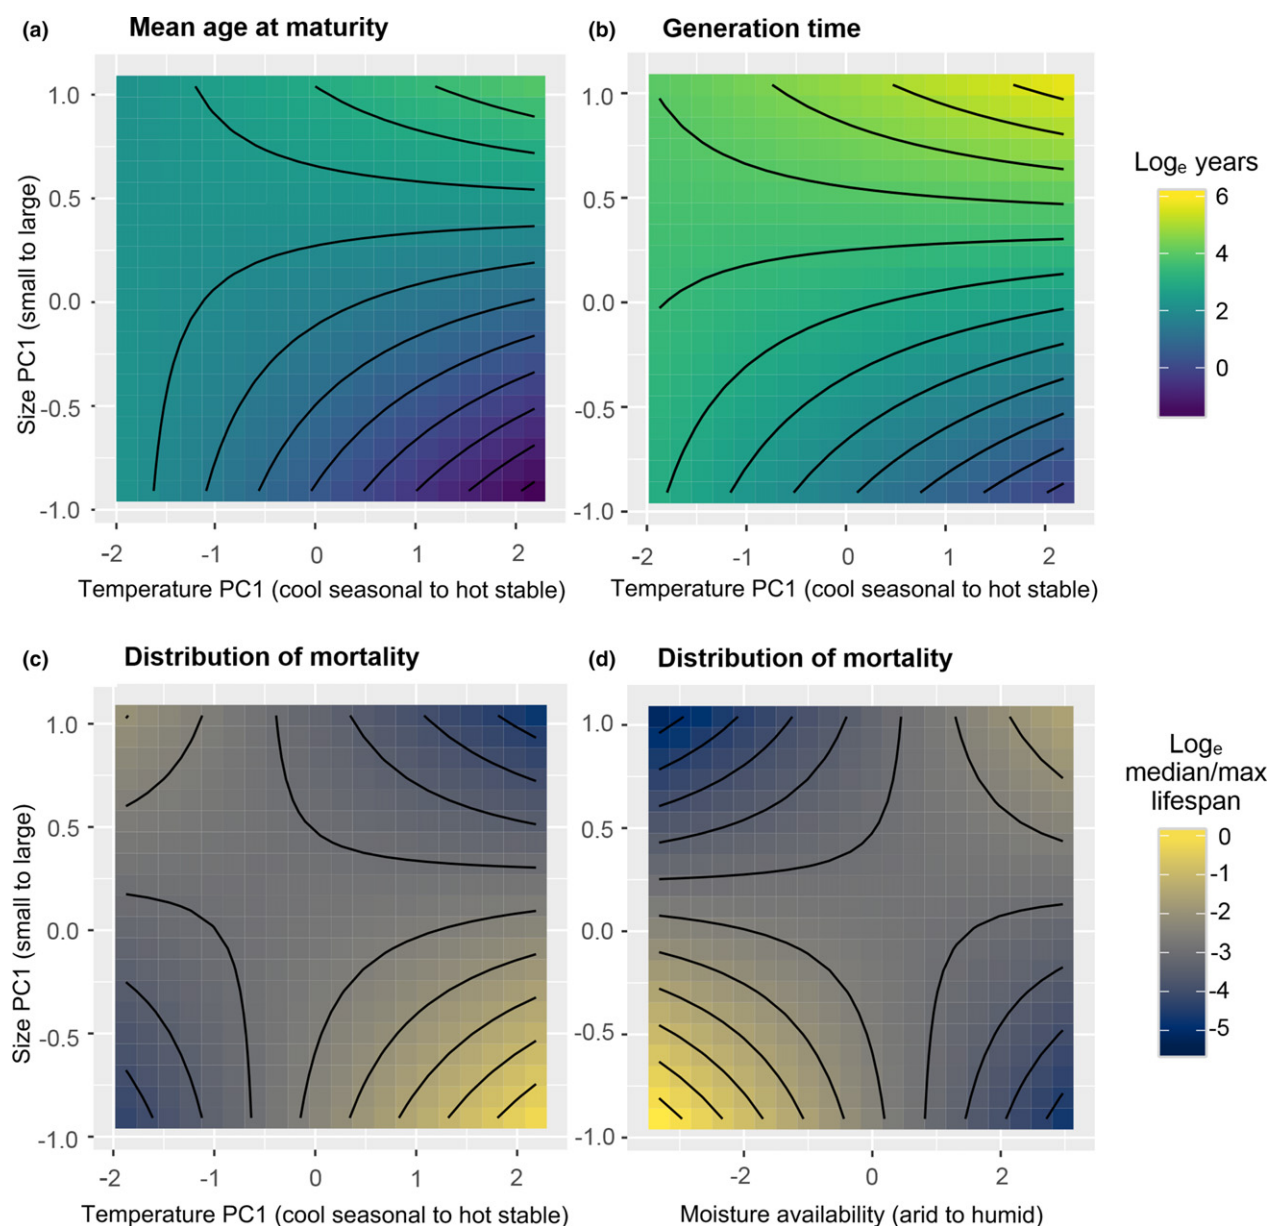 (a) Mean age at maturity
(b) Generation time
Size PC1 (small to large)
1.0
0.5
0.0
-0.5
-1.0
-2 -1 0 1 2
Temperature PC1 (cool seasonal to hot stable)
1.0
0.5
0.0
-0.5
-1.0
-2 -1 0 1 2
Temperature PC1 (cool seasonal to hot stable)
Logₑ years
6
4
2
0
(c) Distribution of mortality
(d) Distribution of mortality
Size PC1 (small to large)
1.0
0.5
0.0
-0.5
-1.0
-2 -1 0 1 2
Temperature PC1 (cool seasonal to hot stable)
1.0
0.5
0.0
-0.5
-1.0
-2 0 2
Moisture availability (arid to humid)
Logₑ
median/max
lifespan
0
-1
-2
-3
-4
-5